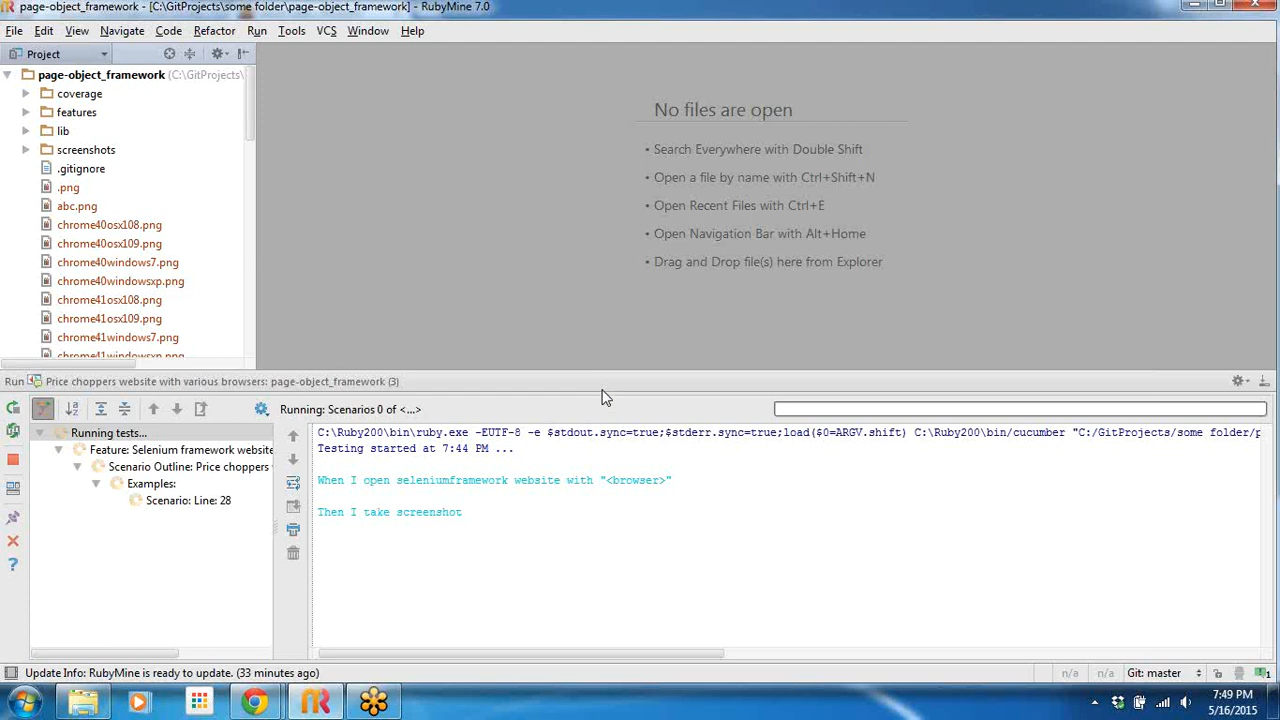 page-object_framework - [C:\GitProjects\some folder\page-object_framework] - RubyMine 7.0
File Edit View Navigate Code Refactor Run Tools VCS Window Help
Project
page-object_framework (C:\GitProjects\
coverage
features
lib
screenshots
.gitignore
.png
abc.png
chrome40osx108.png
chrome40osx109.png
chrome40windows7.png
chrome40windowsxp.png
chrome41osx108.png
chrome41osx109.png
chrome41windows7.png
chrome41windowsxp.png
No files are open
• Search Everywhere with Double Shift
• Open a file by name with Ctrl+Shift+N
• Open Recent Files with Ctrl+E
• Open Navigation Bar with Alt+Home
• Drag and Drop file(s) here from Explorer
Run Price choppers website with various browsers: page-object_framework (3)
Running: Scenarios 0 of <...>
Running tests...
Feature: Selenium framework website
Scenario Outline: Price choppers
Examples:
Scenario: Line: 28
C:\Ruby200\bin\ruby.exe -EUTF-8 -e $stdout.sync=true;$stderr.sync=true;load($0=ARGV.shift) C:\Ruby200\bin/cucumber "C:/GitProjects/some folder/p
Testing started at 7:44 PM ...
When I open seleniumframework website with "<browser>"
Then I take screenshot
Update Info: RubyMine is ready to update. (33 minutes ago)
n/a n/a Git: master 1
7:49 PM
5/16/2015